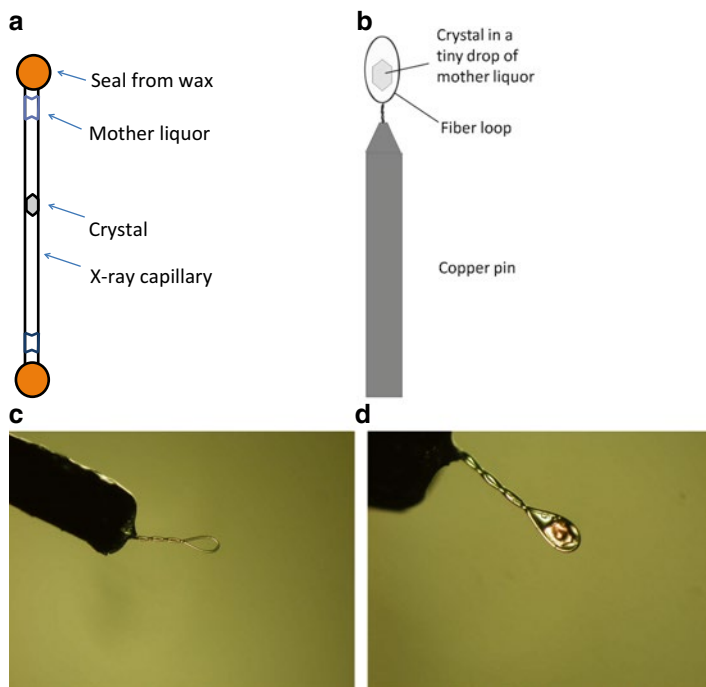 a
Seal from wax
Mother liquor
Crystal
X-ray capillary
b
Crystal in a
tiny drop of
mother liquor
Fiber loop
Copper pin
c
d